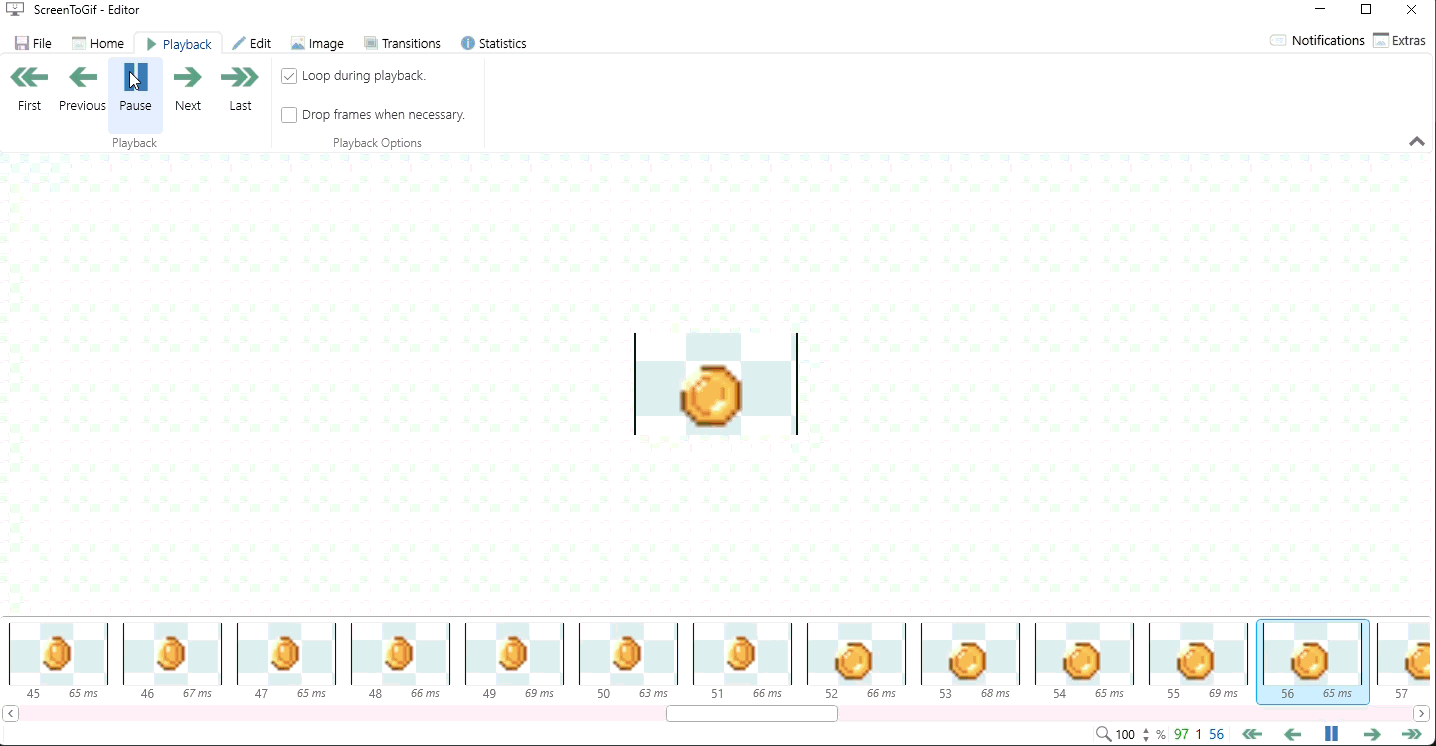 ScreenToGif - Editor
File Home Playback Edit Image Transitions Statistics Notifications Extras
First Previous Pause Next Last
Loop during playback.
Drop frames when necessary.
Playback Playback Options
45 65 ms 46 67 ms 47 65 ms 48 66 ms 49 69 ms 50 63 ms 51 66 ms 52 66 ms 53 68 ms 54 65 ms 55 69 ms 56 65 ms 57
100 % 97 1 56